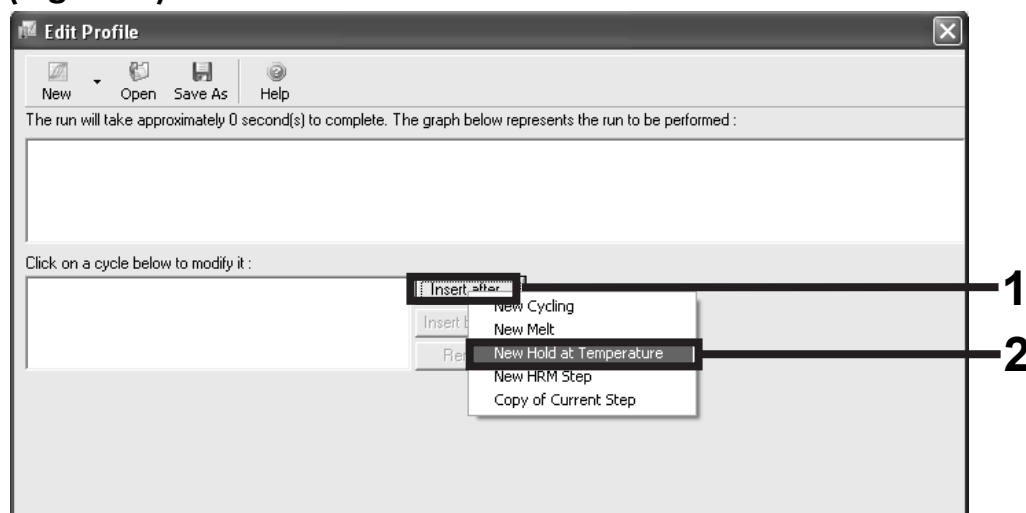 Edit Profile
New Open Save As Help
The run will take approximately 0 second(s) to complete. The graph below represents the run to be performed :
Click on a cycle below to modify it :
Insert after...
1
New Cycling
Insert
New Melt
New Hold at Temperature
2
New HRM Step
Copy of Current Step